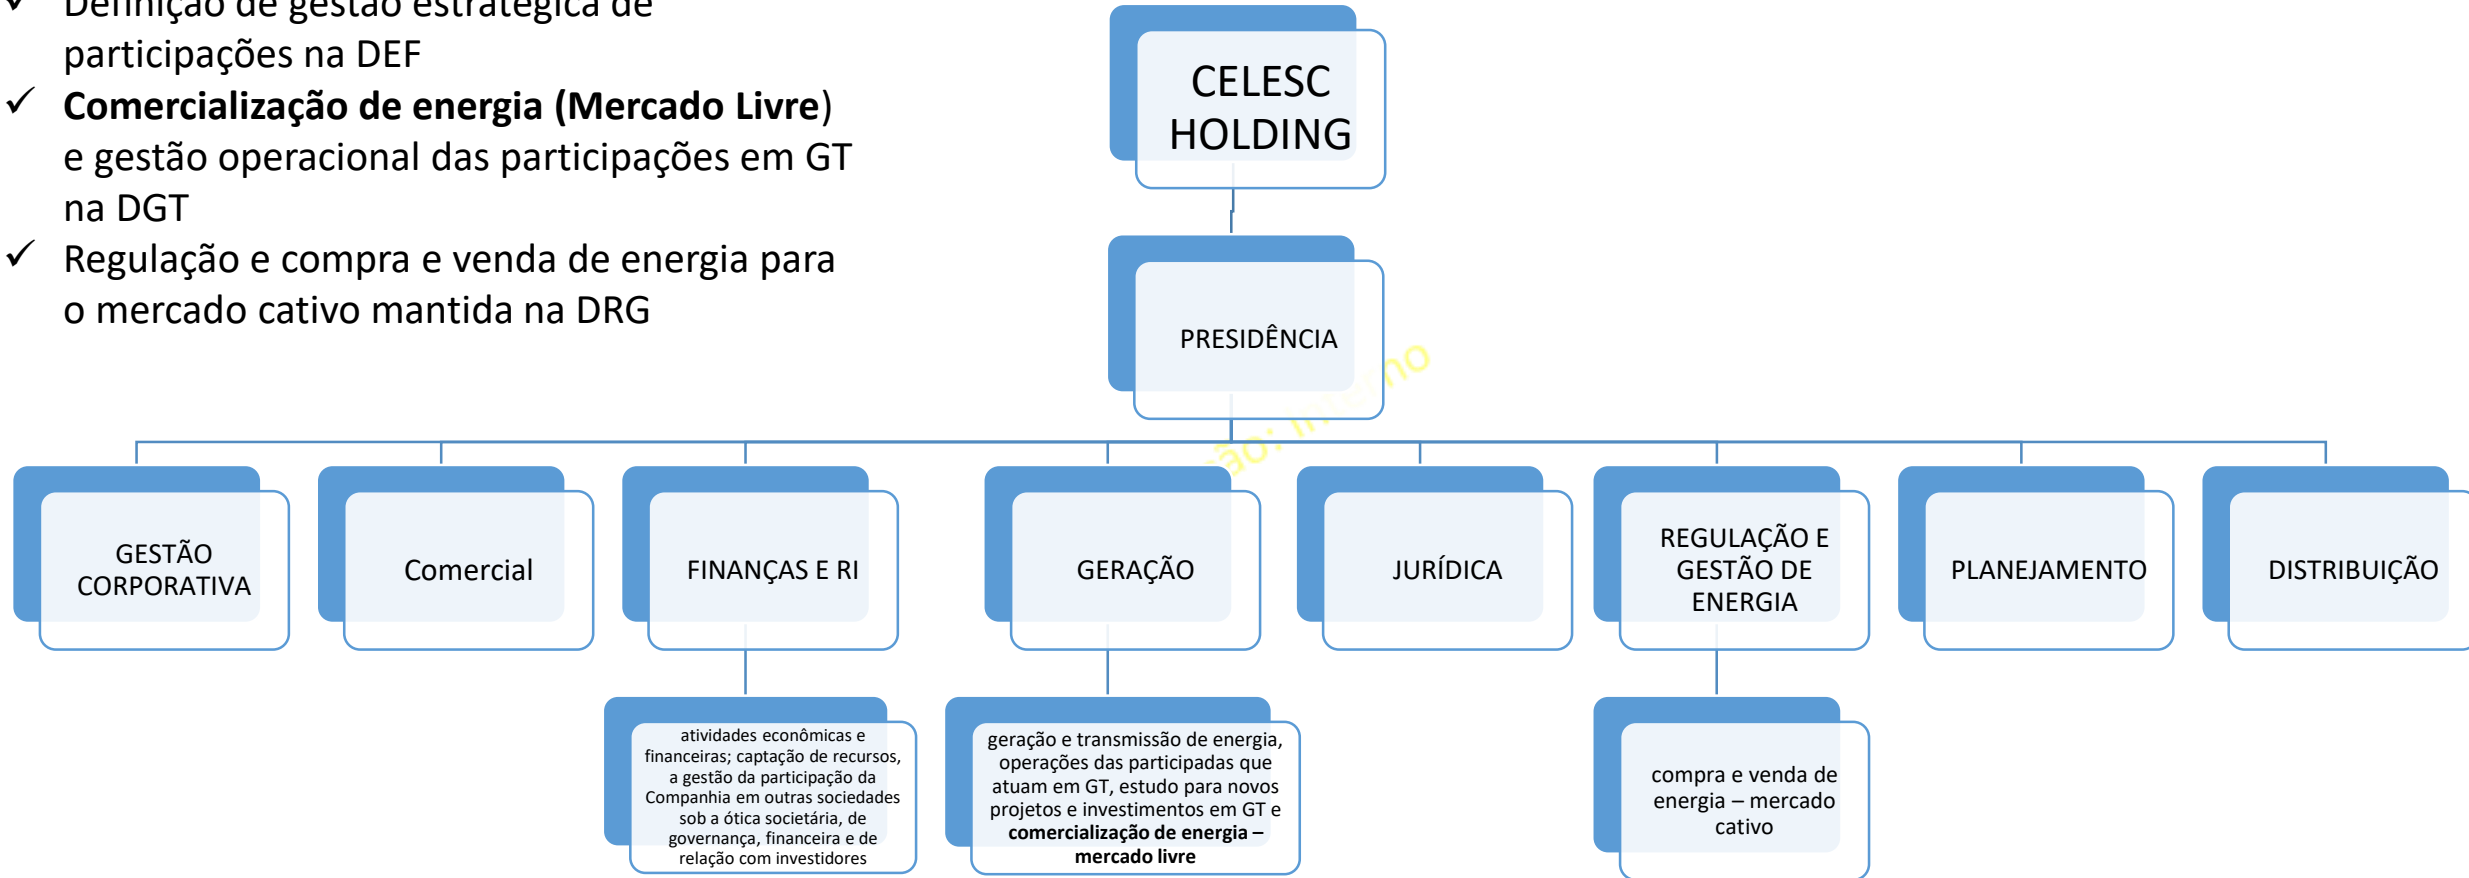 ✓ Definição de gestão estratégica de
participações na DEF
✓ Comercialização de energia (Mercado Livre)
e gestão operacional das participações em GT
na DGT
✓ Regulação e compra e venda de energia para
o mercado cativo mantida na DRG
CELESC
HOLDING
PRESIDÊNCIA
GESTÃO
CORPORATIVA
Comercial
FINANÇAS E RI
GERAÇÃO
JURÍDICA
REGULAÇÃO E
GESTÃO DE
ENERGIA
PLANEJAMENTO
DISTRIBUIÇÃO
atividades econômicas e
financeiras; captação de recursos,
a gestão da participação da
Companhia em outras sociedades
sob a ótica societária, de
governança, financeira e de
relação com investidores
geração e transmissão de energia,
operações das participadas que
atuam em GT, estudo para novos
projetos e investimentos em GT e
comercialização de energia –
mercado livre
compra e venda de
energia – mercado
cativo